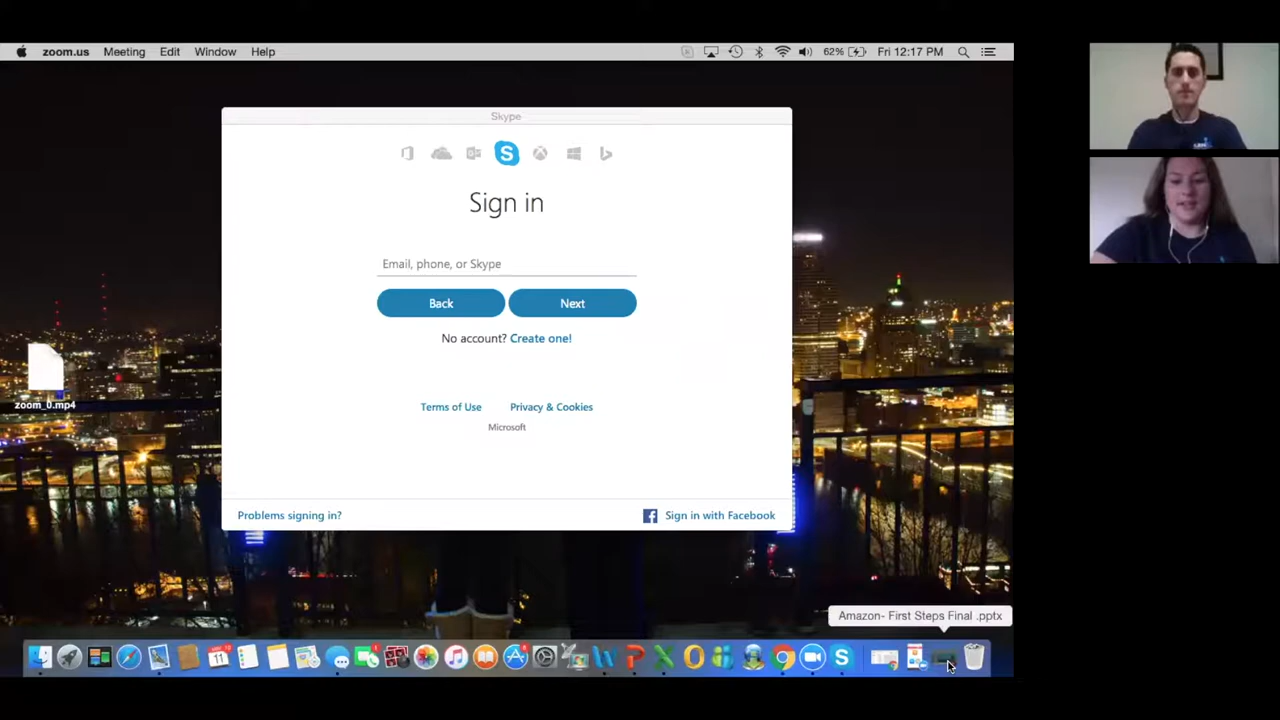 zoom.us Meeting Edit Window Help
62% Fri 12:17 PM
Skype
Sign in
Email, phone, or Skype
Back Next
No account? Create one!
Terms of Use Privacy & Cookies
Microsoft
Problems signing in? Sign in with Facebook
zoom_0.mp4
Amazon- First Steps Final .pptx
11